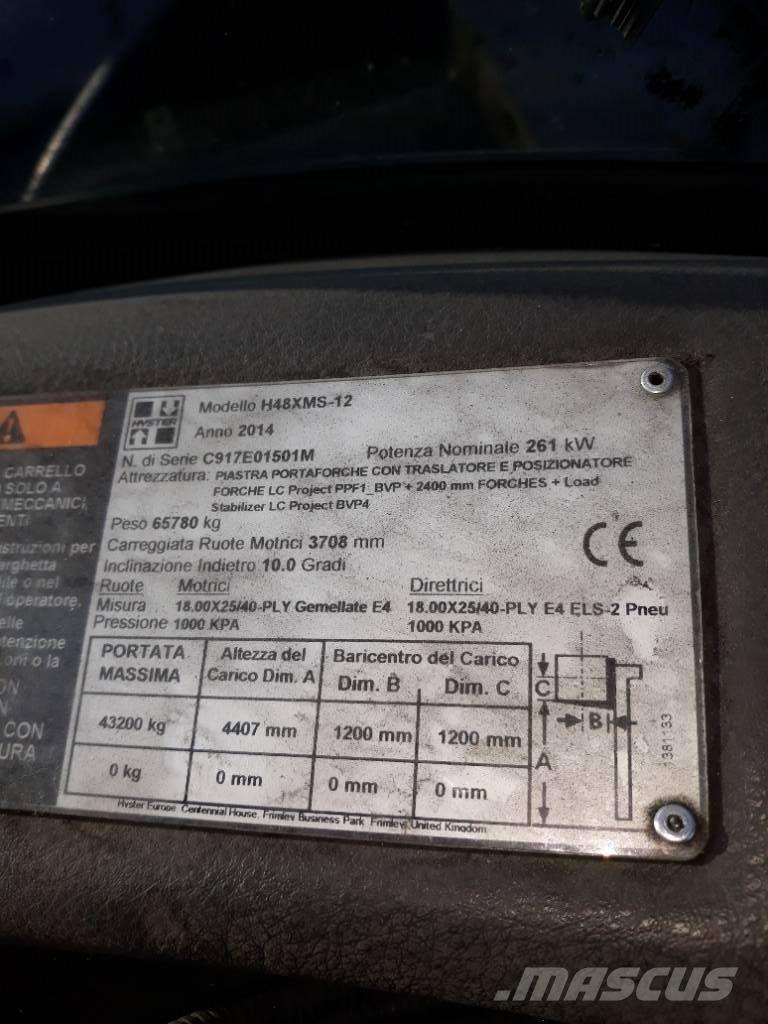 HYSTER
Modello H48XMS-12
Anno 2014
N. di Serie C917E01501M Potenza Nominale 261 kW
Attrezzatura: PIASTRA PORTAFORCHE CON TRASLATORE E POSIZIONATORE
FORCHE LC Project PPF1_BVP + 2400 mm FORCHES + Load
Stabilizer LC Project BVP4
Peso 65780 kg
Carreggiata Ruote Motrici 3708 mm
Inclinazione Indietro 10.0 Gradi
CE
Ruote Motrici Direttrici
Misura 18.00X25/40-PLY Gemellate E4 18.00X25/40-PLY E4 ELS-2 Pneu
Pressione 1000 KPA 1000 KPA
PORTATA MASSIMA Altezza del Carico Dim. A Baricentro del Carico
Dim. B Dim. C
43200 kg 4407 mm 1200 mm 1200 mm
0 kg 0 mm 0 mm 0 mm
C B A
1381133
Hyster Europe, Centennial House, Frimley Business Park, Frimley, United Kingdom
CARRELLO
SOLO A
MECCANICI,
per
operatore.
o la
CON
MASCUS